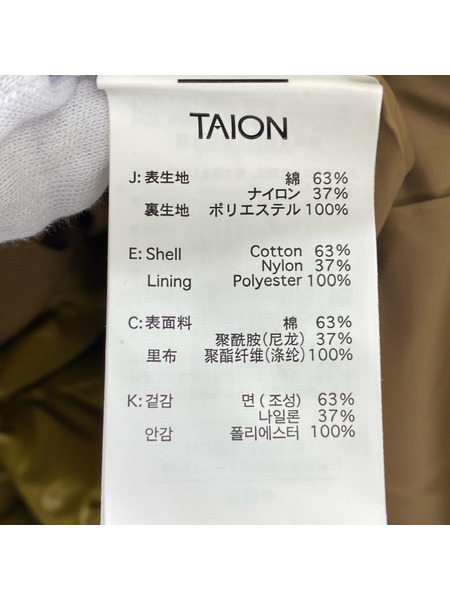 TAION
J: 表生地 綿 63%
ナイロン 37%
裏生地 ポリエステル 100%
E: Shell Cotton 63%
Nylon 37%
Lining Polyester 100%
C: 表面料 棉 63%
聚酰胺(尼龙) 37%
里布 聚酯纤维(涤纶) 100%
K: 겉감 면 ( 조성) 63%
나일론 37%
안감 폴리에스터 100%